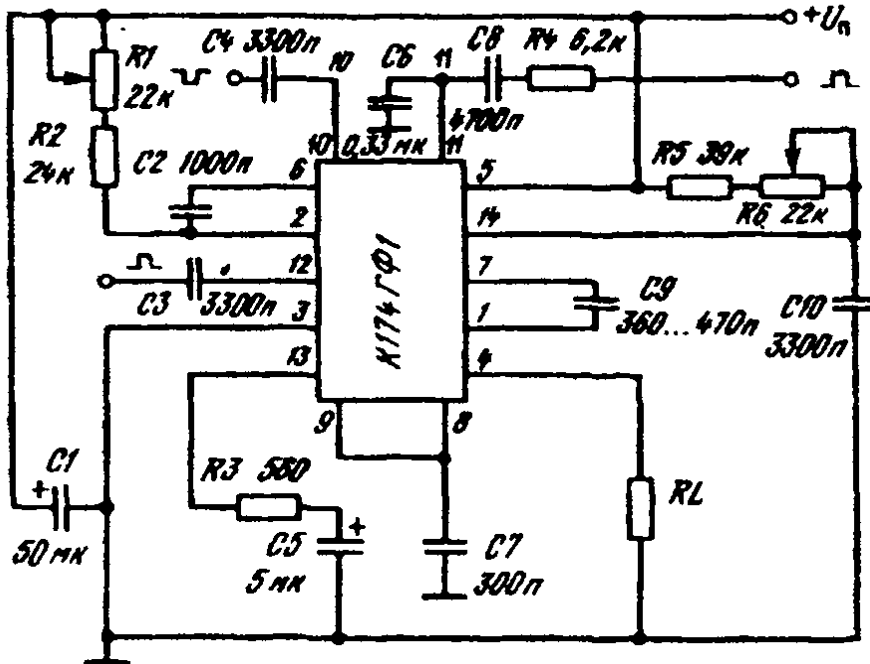 C4 3300п
10
C6
11
C8
R4 6,2к
+Uп
R1
22к
R2
24к
C2 1000п
10
0,33 мк
4700п
11
6
5
R5 39к
R6 22к
2
14
12
7
C3
3300п
C9
360...470п
C10
3300п
3
1
К174ГФ1
13
4
9
8
C1
+
50 мк
R3 560
C5
+
5 мк
C7
300п
RL